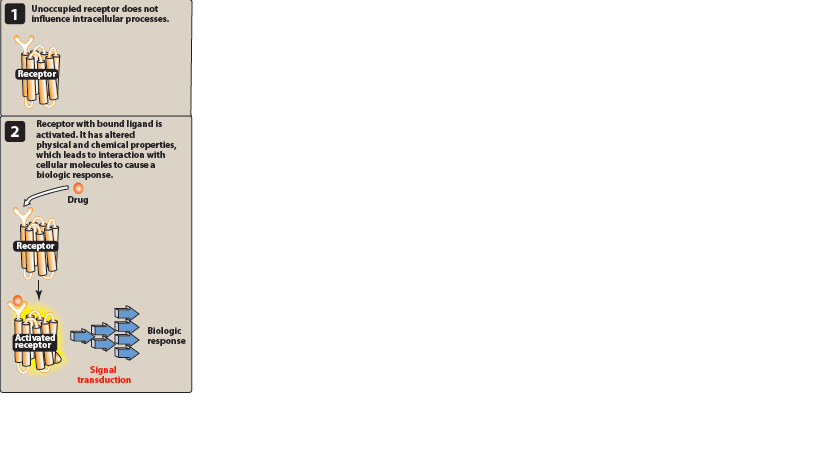 1
Unoccupied receptor does not
influence intracellular processes.
Receptor
2
Receptor with bound ligand is
activated. It has altered
physical and chemical properties,
which leads to interaction with
cellular molecules to cause a
biologic response.
Drug
Receptor
Activated
receptor
Biologic
response
Signal
transduction